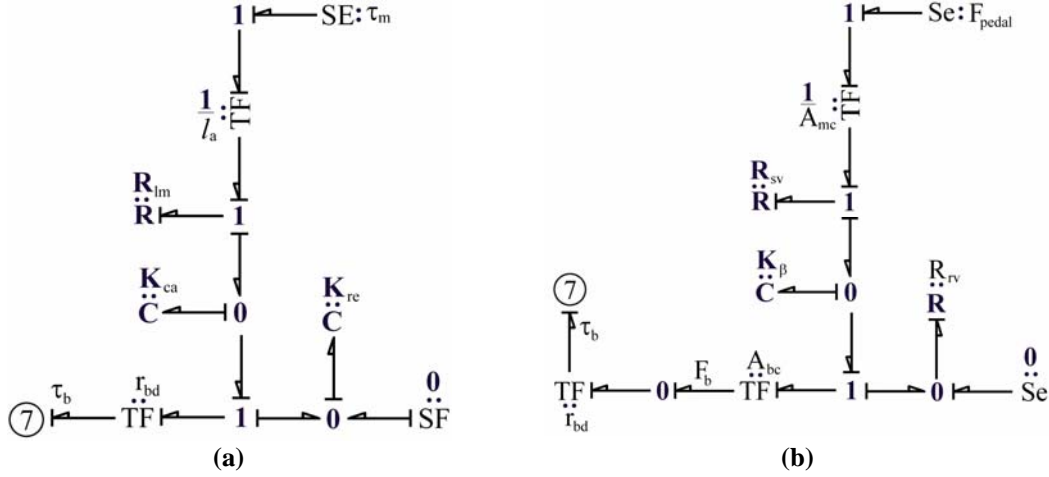 1 SE: τm
1/la : TF
Rlm
R 1
Kca
C 0
Kre
C
0
τb
rbd
7 TF 1 0 SF
(a)
1 Se: Fpedal
1/Amc : TF
Rsv
R 1
Kβ
C 0
Rrv
R
7
τb
0
Fb
Abc
TF 0 TF 1 0 Se
rbd
(b)